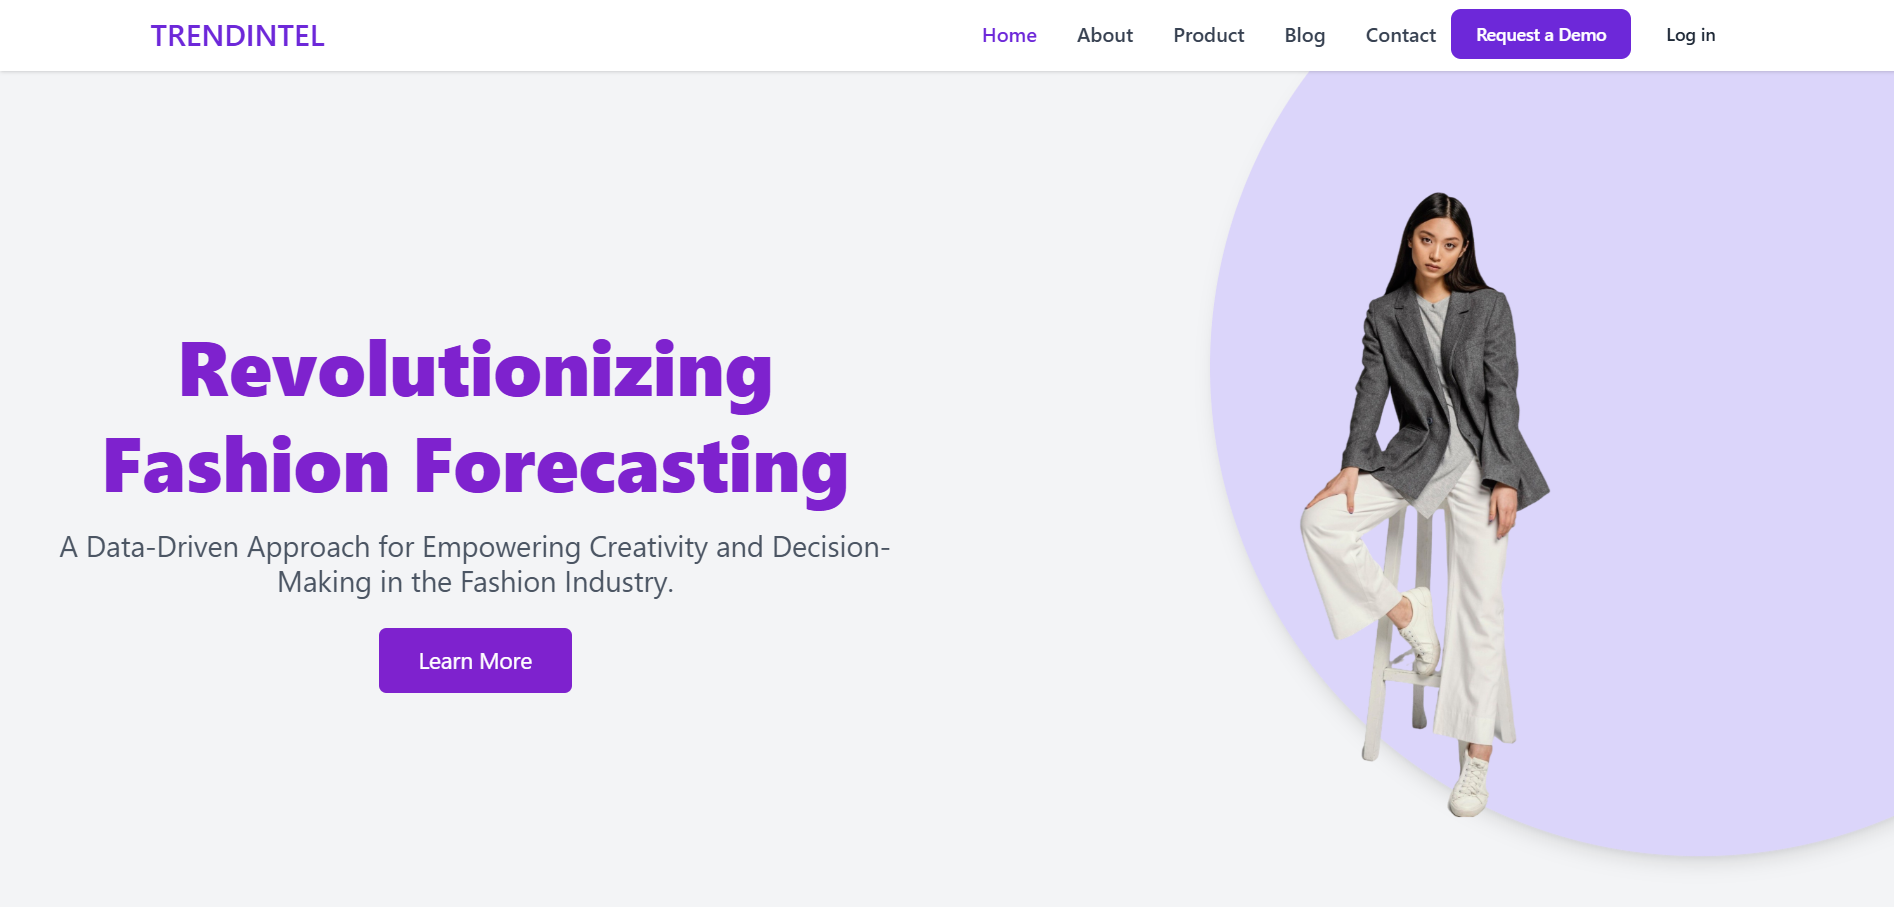 TRENDINTEL
Home About Product Blog Contact Request a Demo Log in
Revolutionizing
Fashion Forecasting
A Data-Driven Approach for Empowering Creativity and Decision-
Making in the Fashion Industry.
Learn More